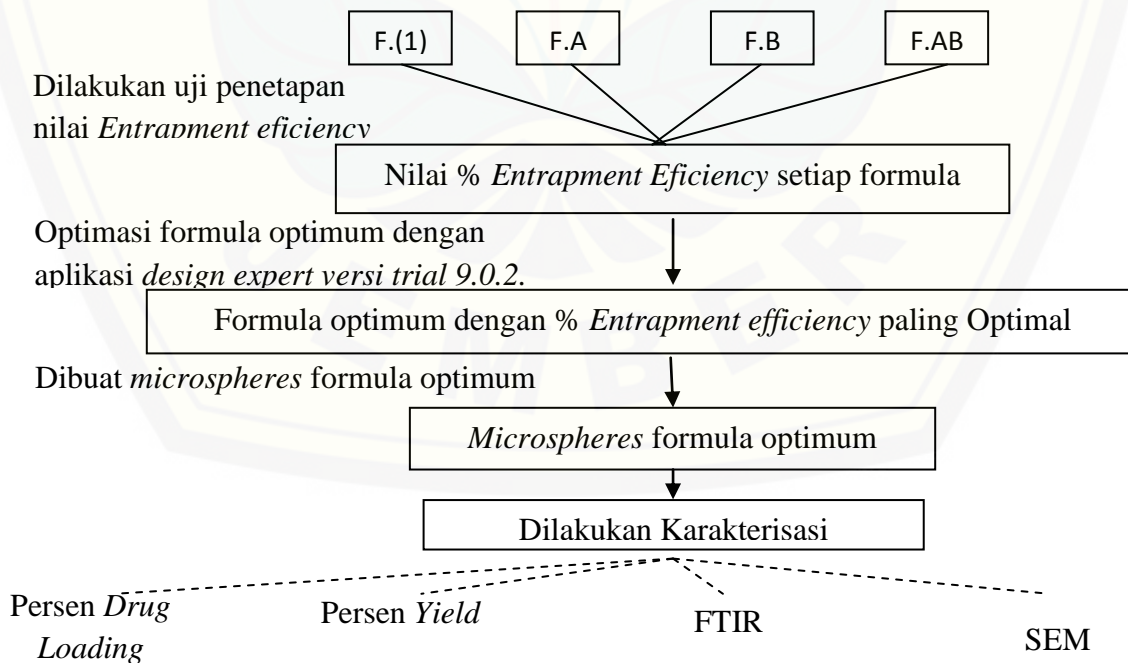 F.(1) F.A F.B F.AB
Dilakukan uji penetapan
nilai Entrapment eficiency
Nilai % Entrapment Eficiency setiap formula
Optimasi formula optimum dengan
aplikasi design expert versi trial 9.0.2.
Formula optimum dengan % Entrapment efficiency paling Optimal
Dibuat microspheres formula optimum
Microspheres formula optimum
Dilakukan Karakterisasi
Persen Drug
Loading
Persen Yield
FTIR
SEM